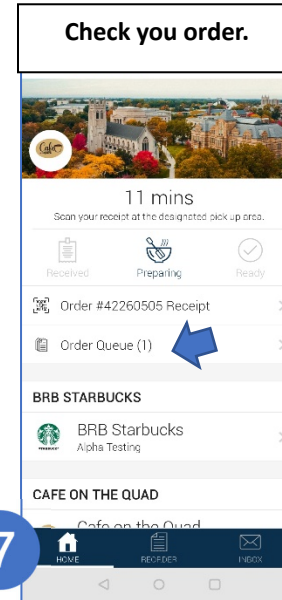 Check you order.
Cafe
11 mins
Scan your receipt at the designated pick up area.
Received
Preparing
Ready
Order #42260505 Receipt
Order Queue (1)
BRB STARBUCKS
BRB Starbucks
Alpha Testing
CAFE ON THE QUAD
Cafe on the Quad
7
HOME
REORDER
INBOX